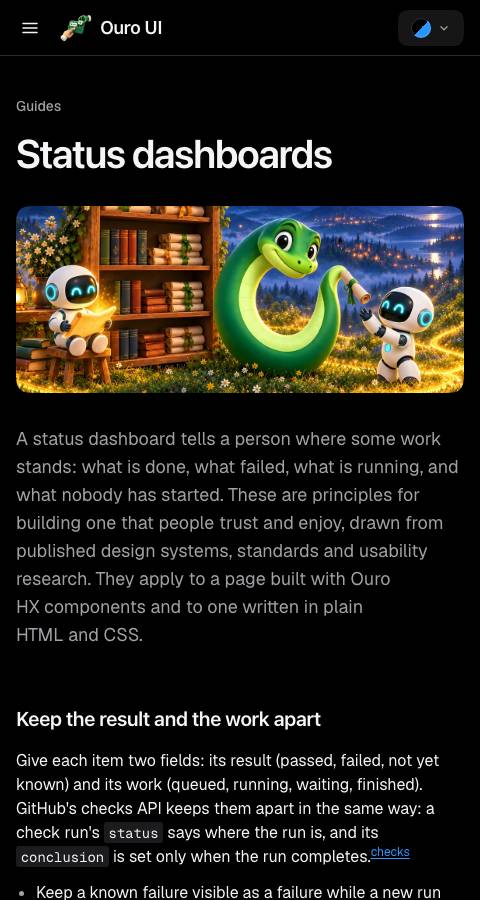 Ouro UI
Guides
Status dashboards
A status dashboard tells a person where some work
stands: what is done, what failed, what is running, and
what nobody has started. These are principles for
building one that people trust and enjoy, drawn from
published design systems, standards and usability
research. They apply to a page built with Ouro
HX components and to one written in plain
HTML and CSS.
Keep the result and the work apart
Give each item two fields: its result (passed, failed, not yet
known) and its work (queued, running, waiting, finished).
GitHub's checks API keeps them apart in the same way: a
check run's status says where the run is, and its
conclusion is set only when the run completes.checks
• Keep a known failure visible as a failure while a new run